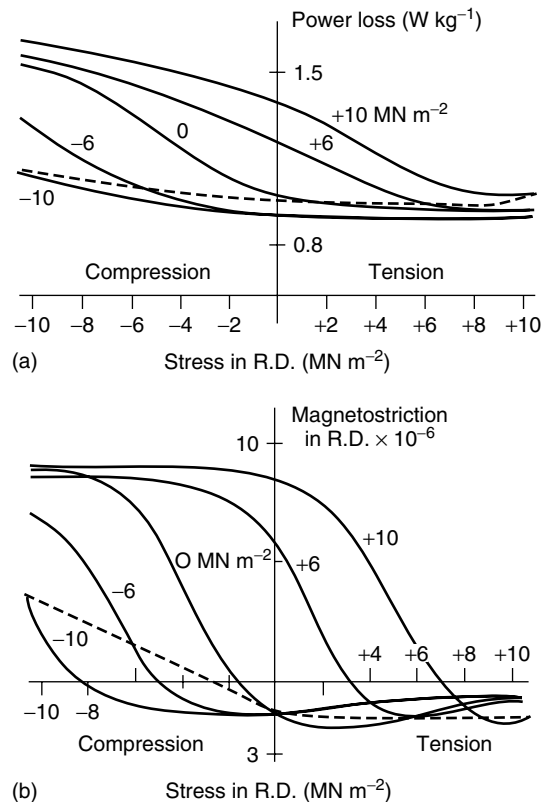 (a)
Power loss (W kg⁻¹)
1.5
+10 MN m⁻²
0
+6
−6
−10
0.8
Compression
Tension
−10 −8 −6 −4 −2 +2 +4 +6 +8 +10
Stress in R.D. (MN m⁻²)
Magnetostriction
in R.D. × 10⁻⁶
10
+10
O MN m⁻²
+6
−6
−10
+4 +6 +8 +10
−10 −8
Compression
Tension
3
(b)
Stress in R.D. (MN m⁻²)